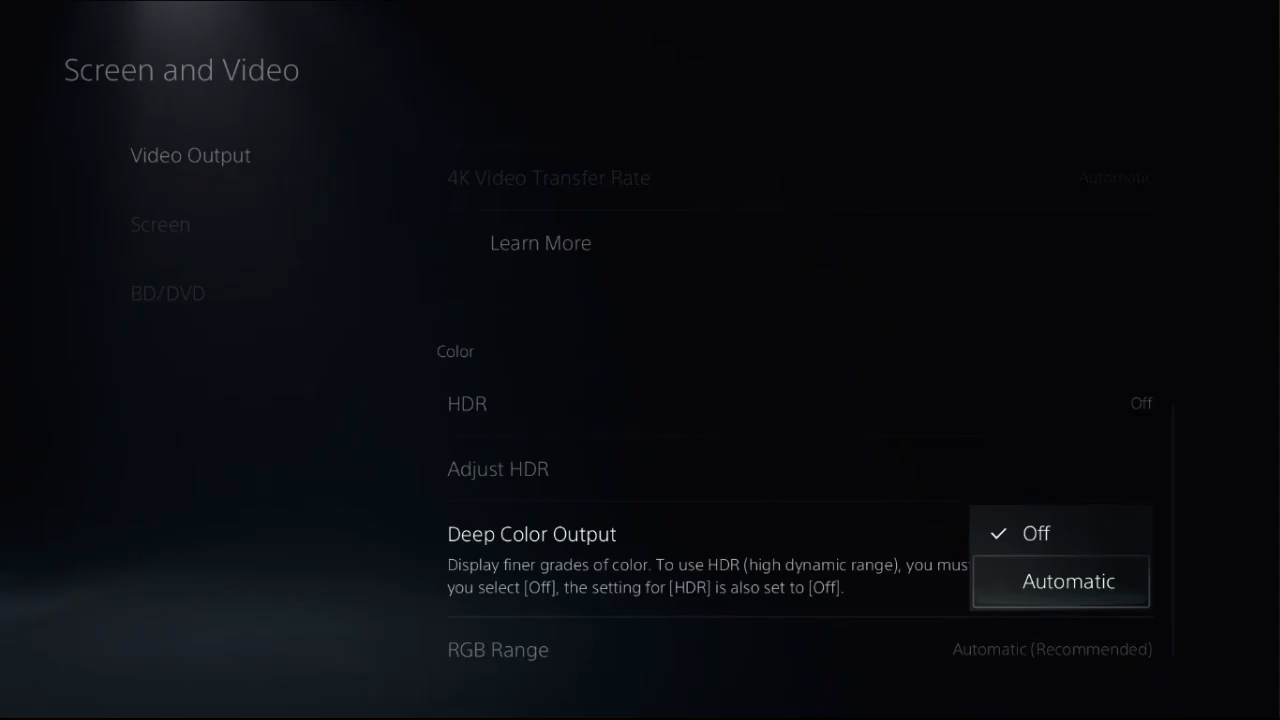 Screen and Video
Video Output
Screen
BD/DVD
4K Video Transfer Rate Automatic
Learn More
Color
HDR Off
Adjust HDR
Deep Color Output
Display finer grades of color. To use HDR (high dynamic range), you
you select [Off], the setting for [HDR] is also set to [Off].
Off
Automatic
RGB Range Automatic (Recommended)